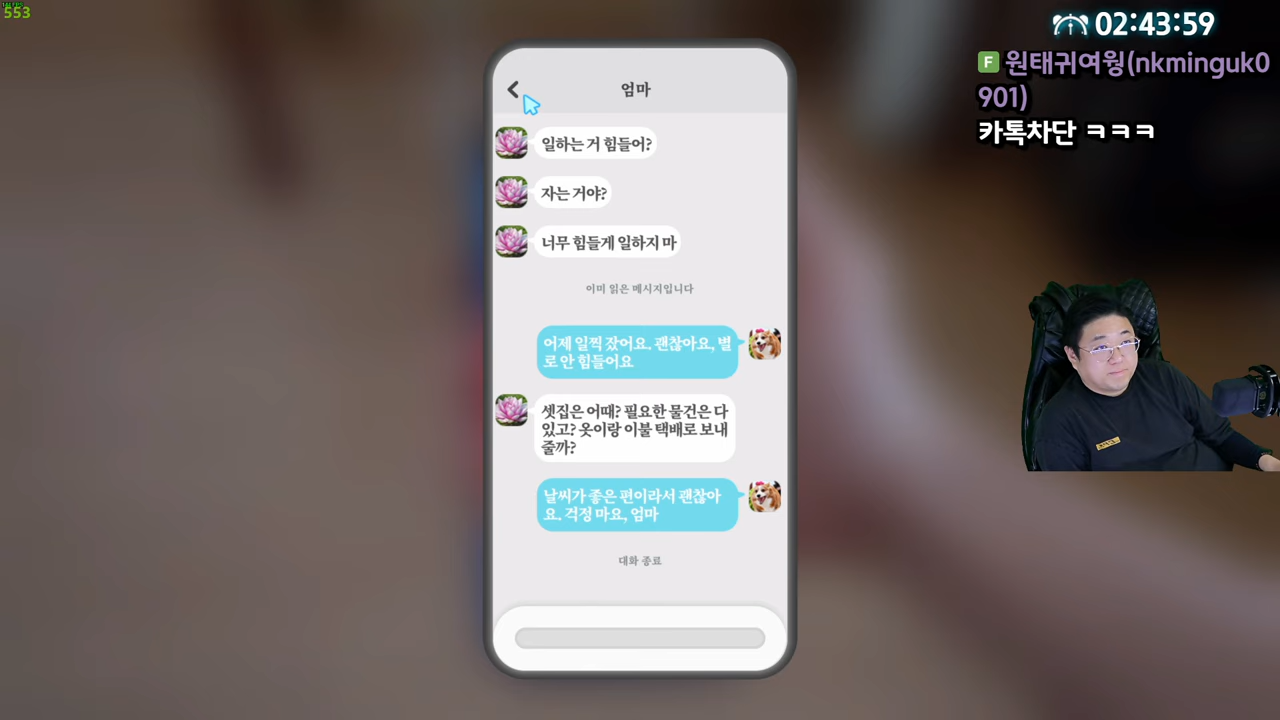 553
02:43:59
F 원태귀여웡(nkminguk0
901)
카톡차단 ㅋㅋㅋ
엄마
일하는 거 힘들어?
자는 거야?
너무 힘들게 일하지 마
이미 읽은 메시지입니다
어제 일찍 잤어요. 괜찮아요, 별
로 안 힘들어요
셋집은 어때? 필요한 물건은 다
있고? 옷이랑 이불 택배로 보내
줄까?
날씨가 좋은 편이라서 괜찮아
요. 걱정 마요, 엄마
대화 종료